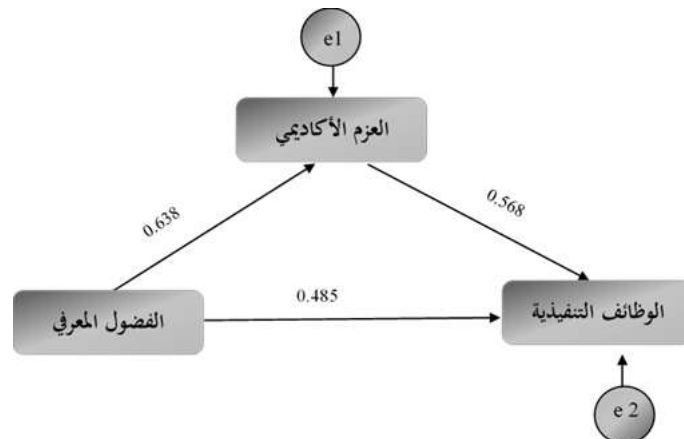 e1
العزم الأكاديمي
0.638
0.568
0.485
الفضول المعرفي
الوظائف التنفيذية
e 2